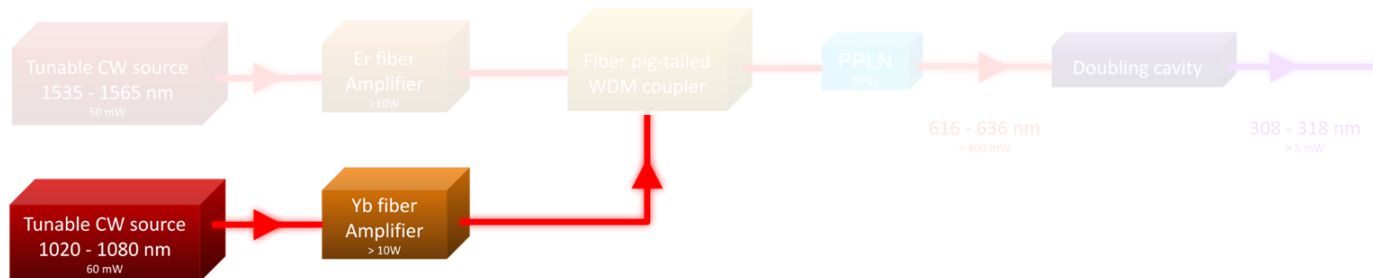 Tunable CW source
1535 - 1565 nm
50 mW
Er fiber
Amplifier
>10W
Fiber pig-tailed
WDM coupler
PPLN
SFG
616 - 636 nm
> 400 mW
Doubling cavity
308 - 318 nm
> 5 mW
Tunable CW source
1020 - 1080 nm
60 mW
Yb fiber
Amplifier
> 10W